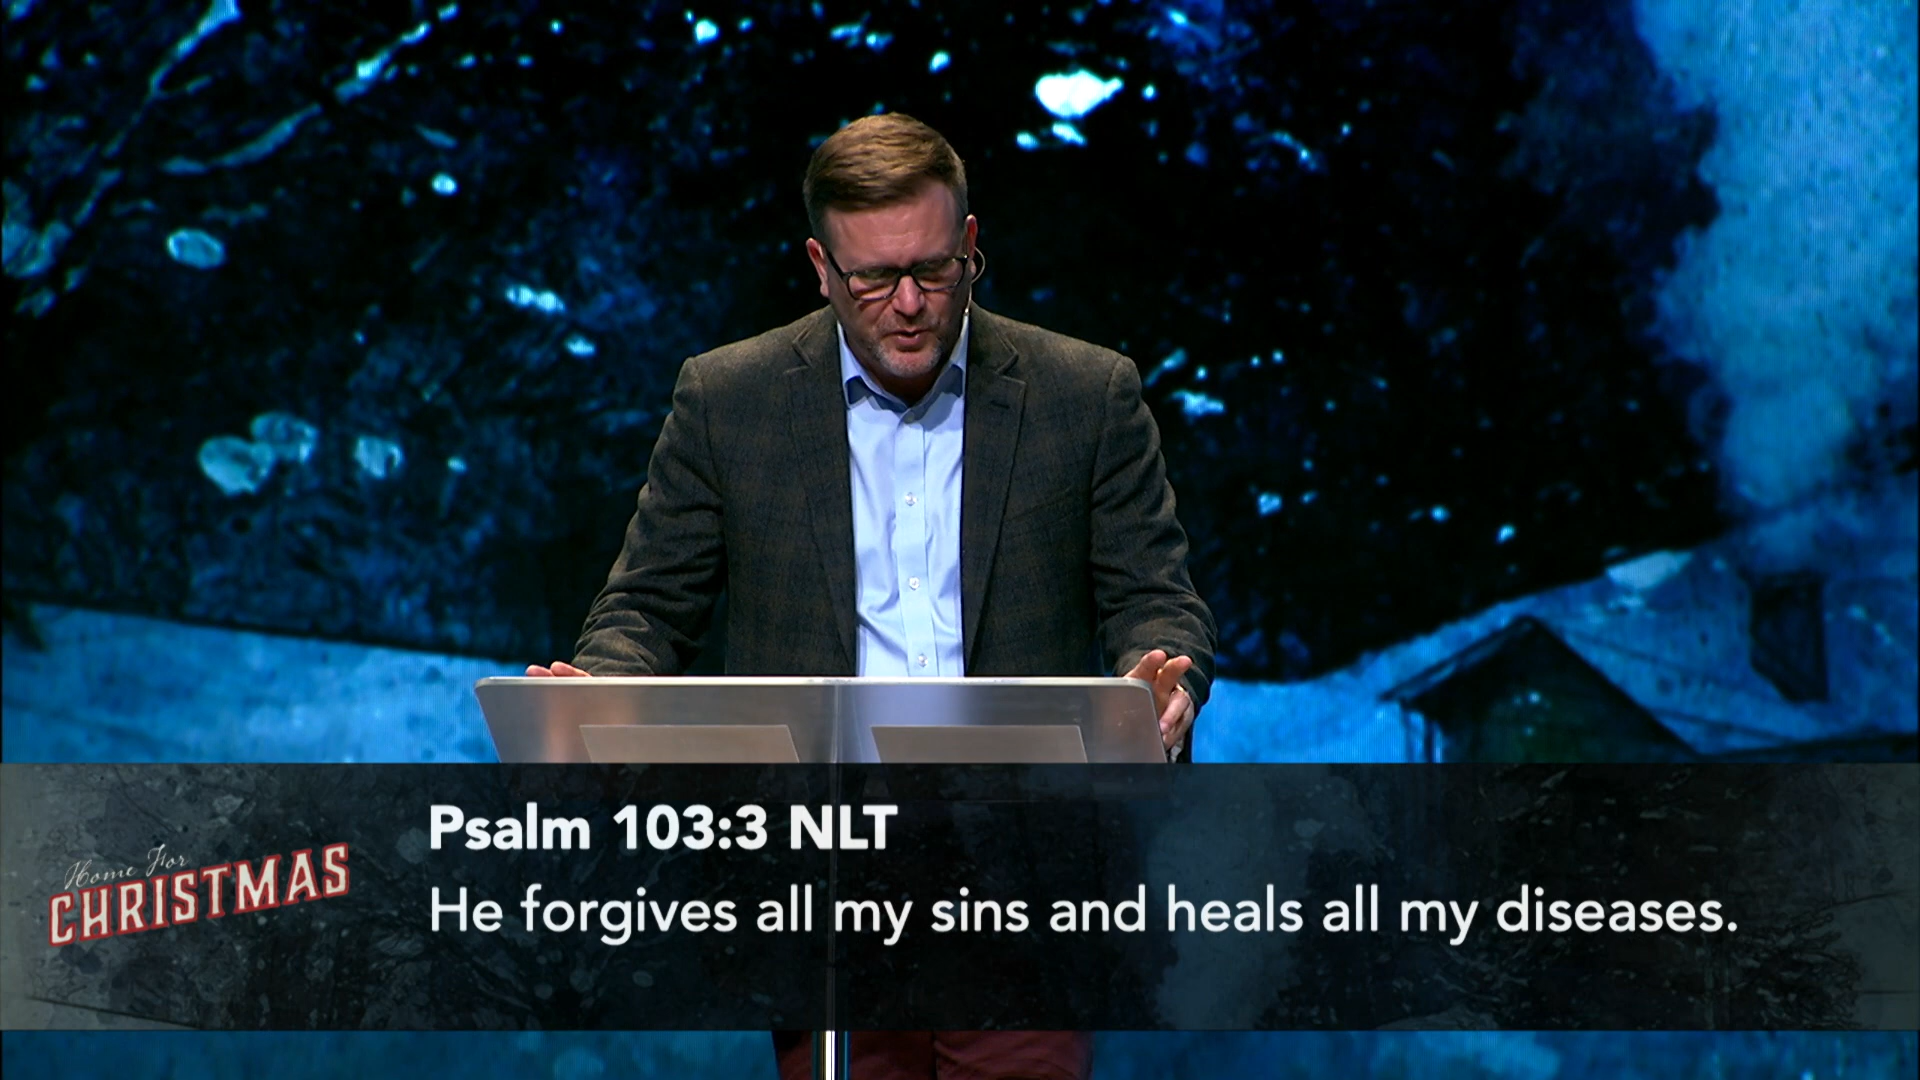 Home For
CHRISTMAS
Psalm 103:3 NLT
He forgives all my sins and heals all my diseases.